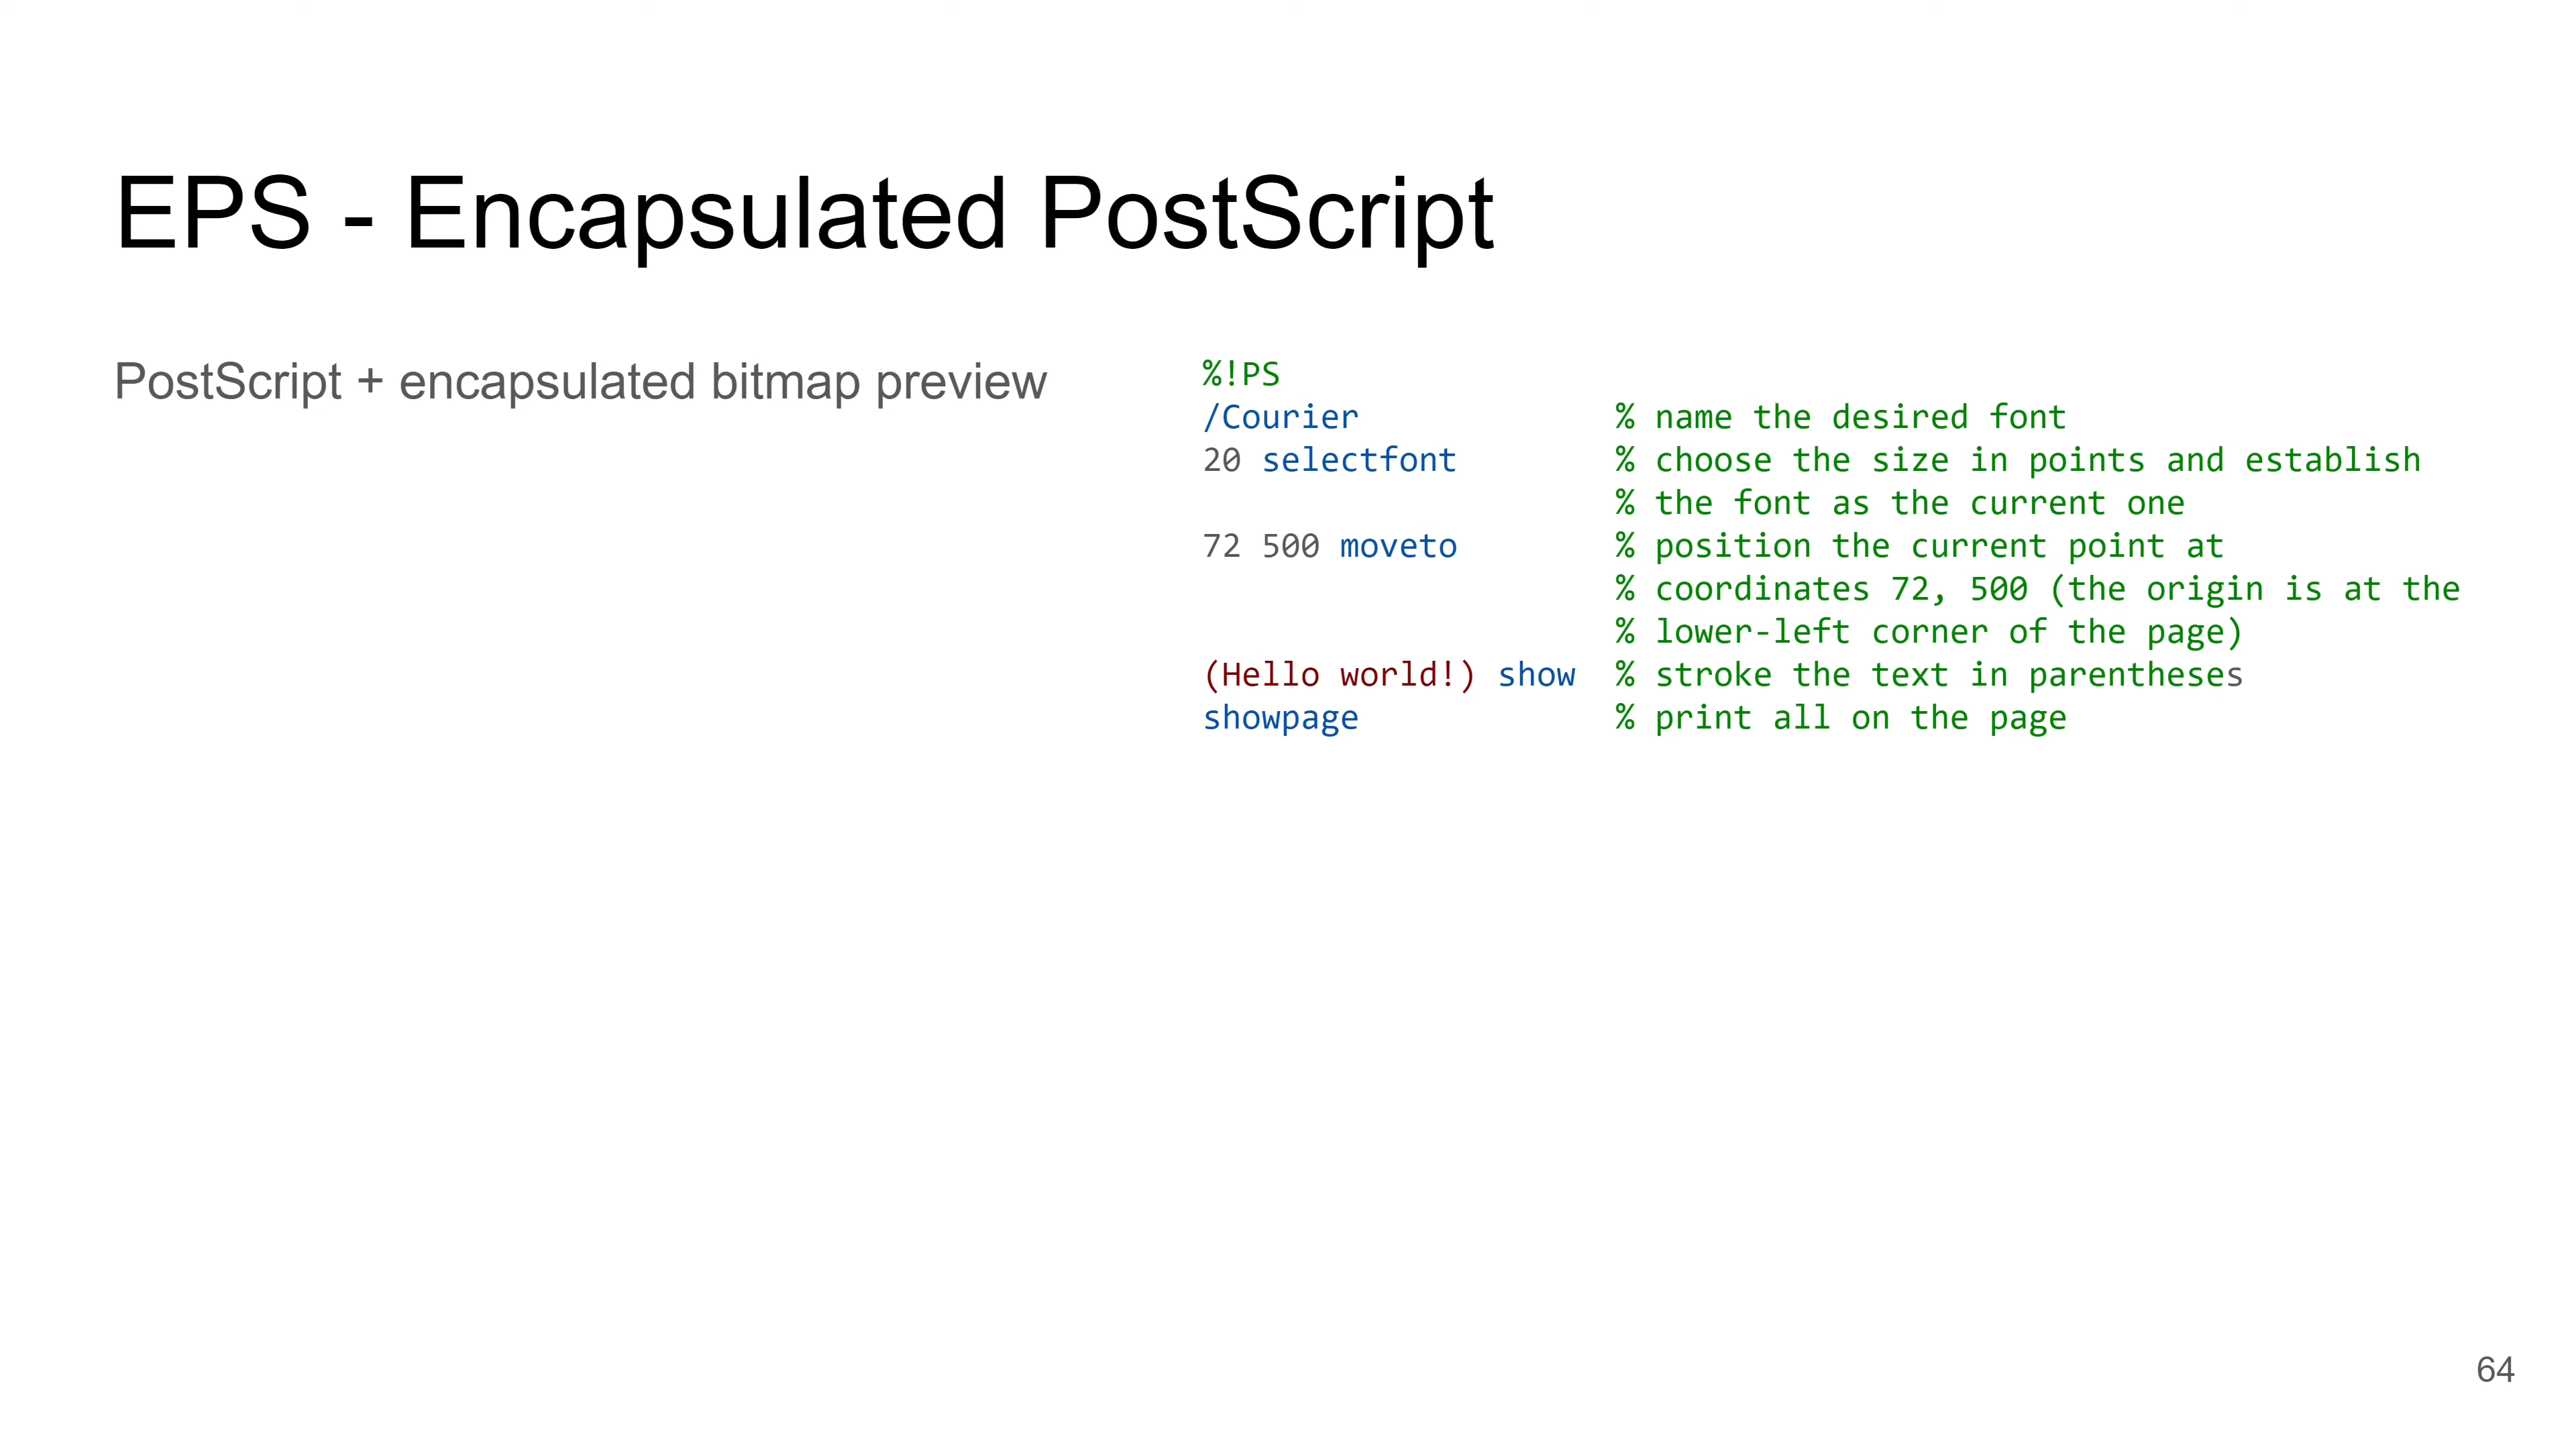 EPS - Encapsulated PostScript
PostScript + encapsulated bitmap preview
%!PS
/Courier % name the desired font
20 selectfont % choose the size in points and establish
% the font as the current one
72 500 moveto % position the current point at
% coordinates 72, 500 (the origin is at the
% lower-left corner of the page)
(Hello world!) show % stroke the text in parentheses
showpage % print all on the page
64